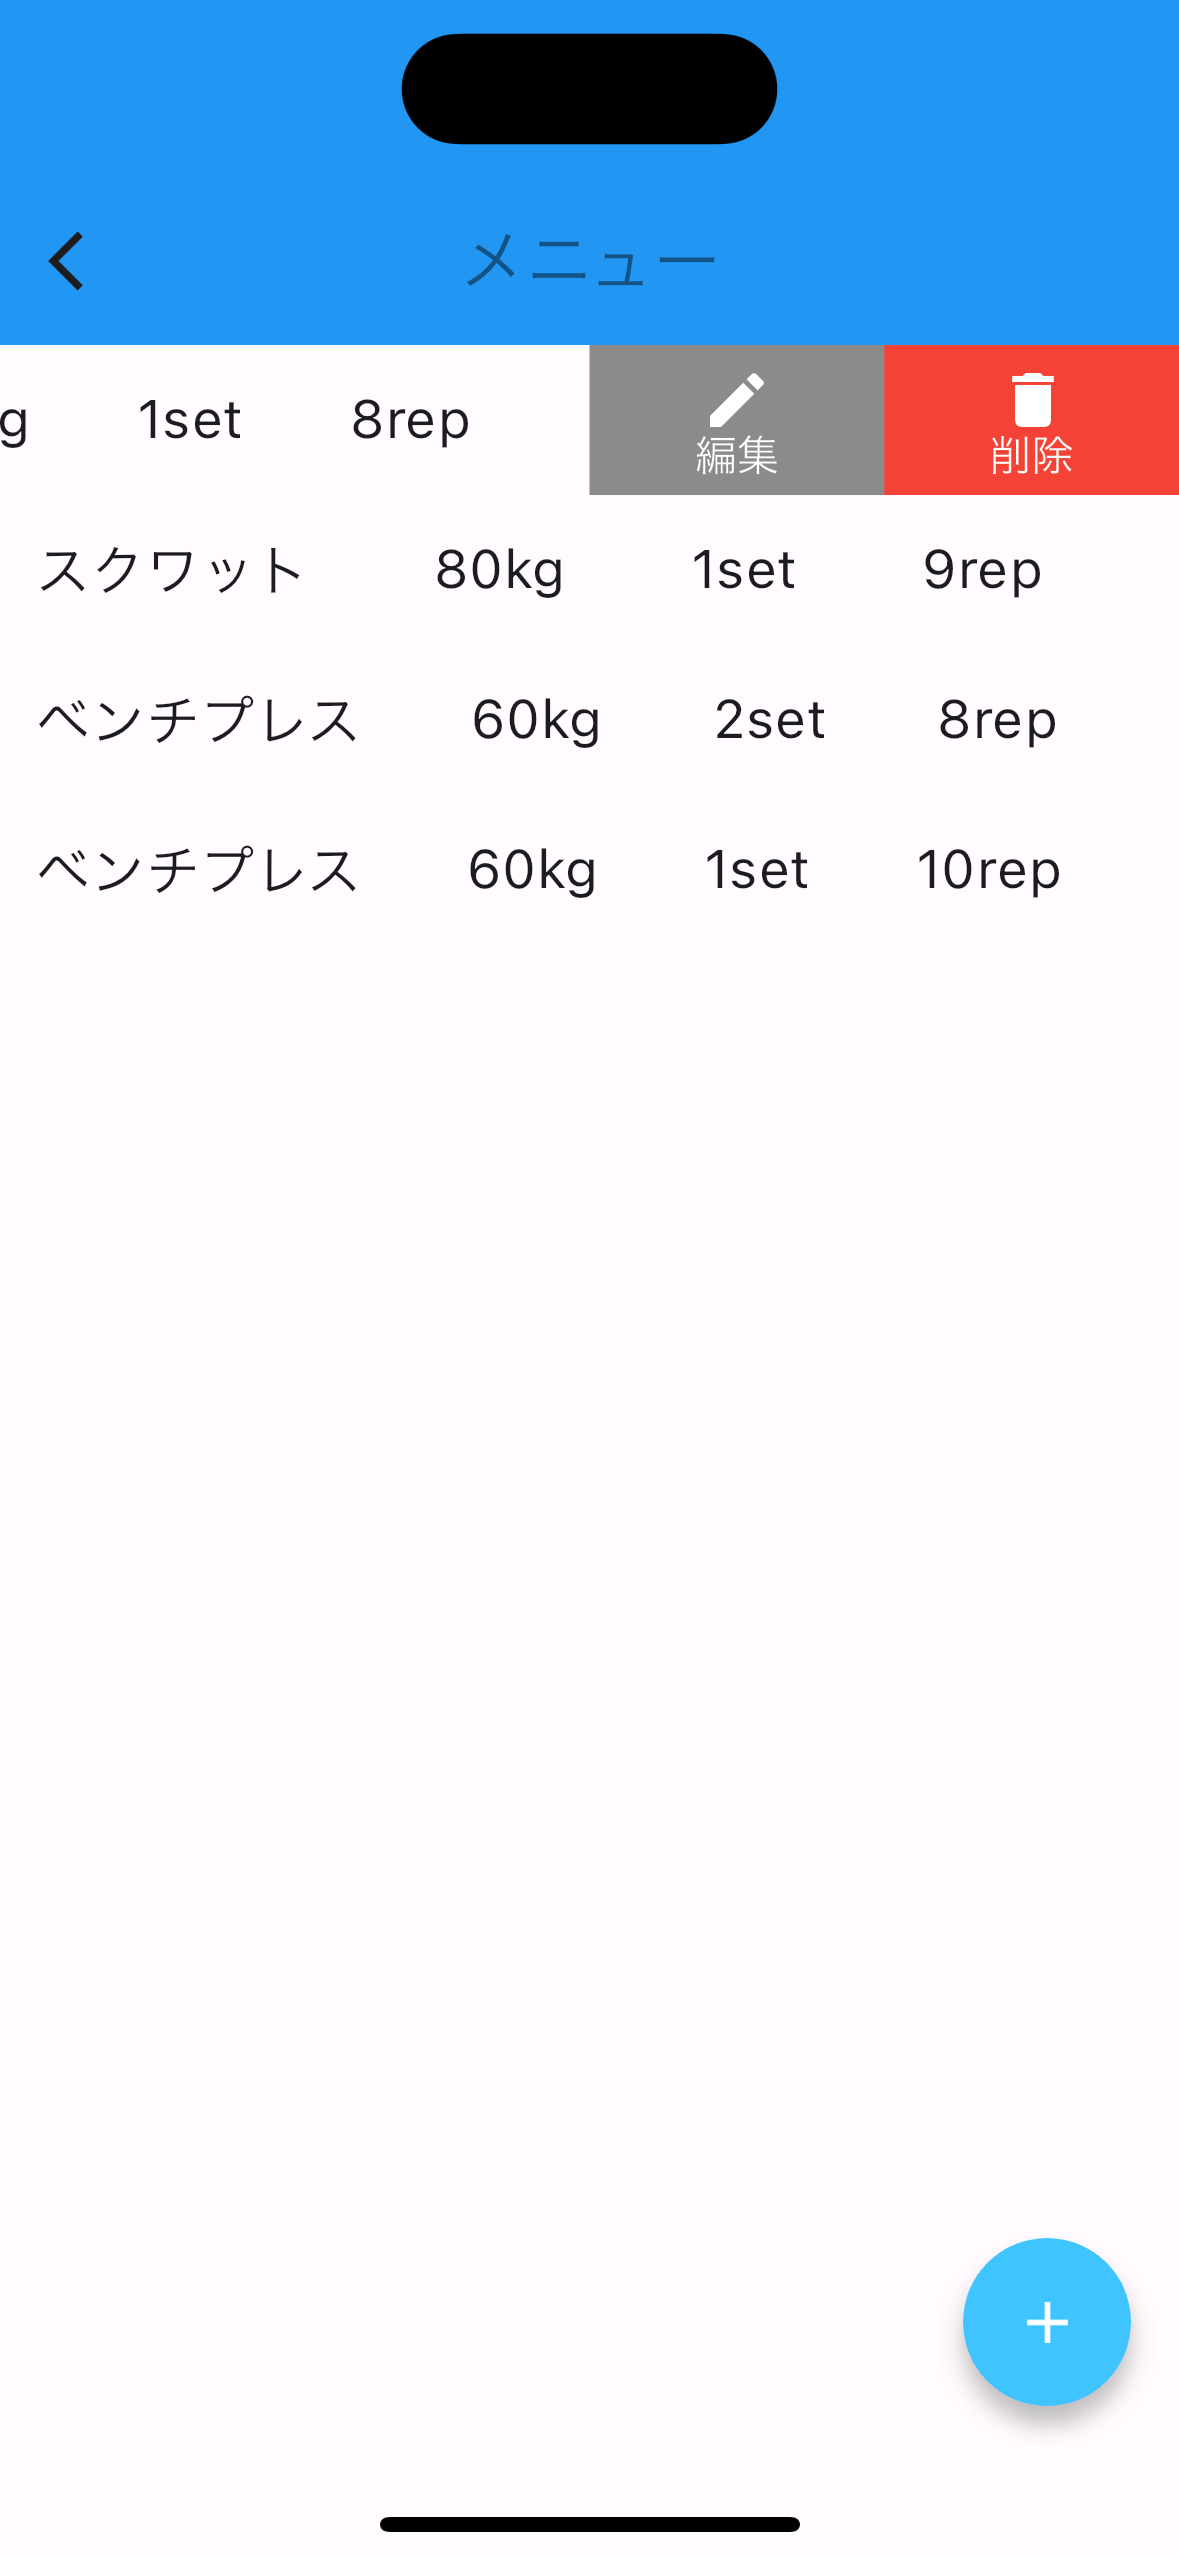 メニュー
g 1set 8rep 編集 削除
スクワット 80kg 1set 9rep
ベンチプレス 60kg 2set 8rep
ベンチプレス 60kg 1set 10rep